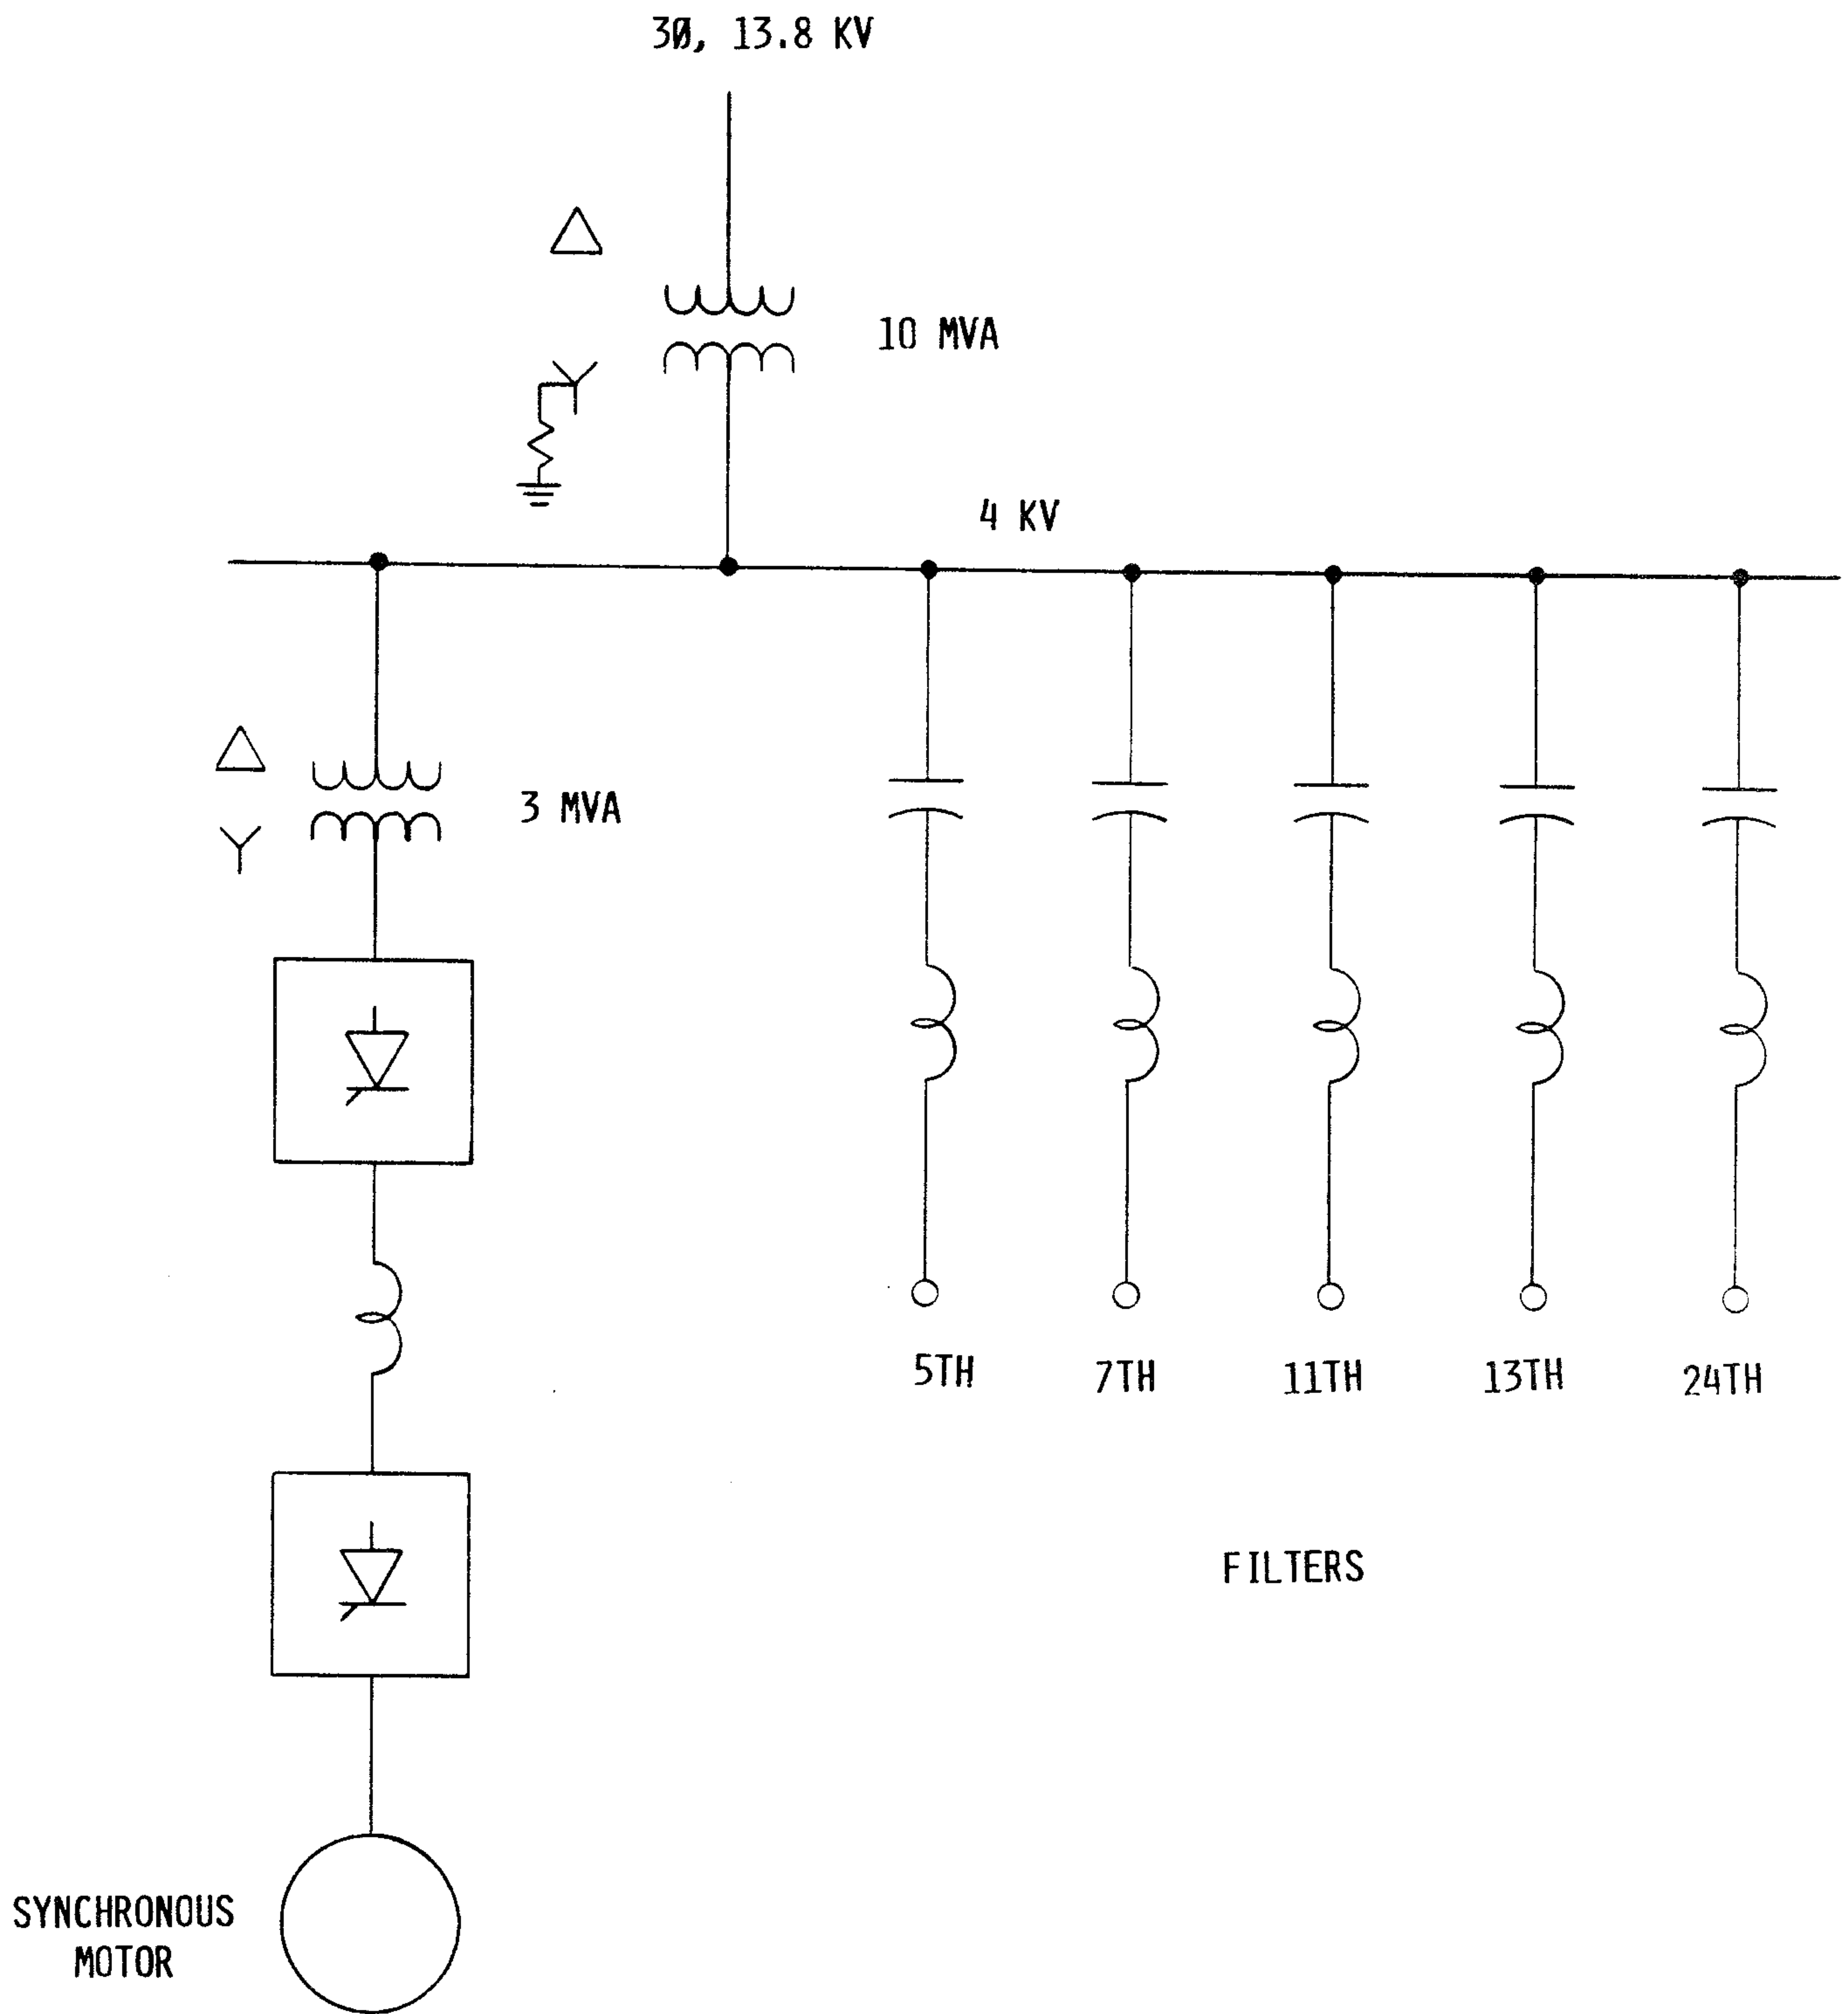 3Ø, 13.8 KV
10 MVA
4 KV
3 MVA
5TH
7TH
11TH
13TH
24TH
FILTERS
SYNCHRONOUS
MOTOR